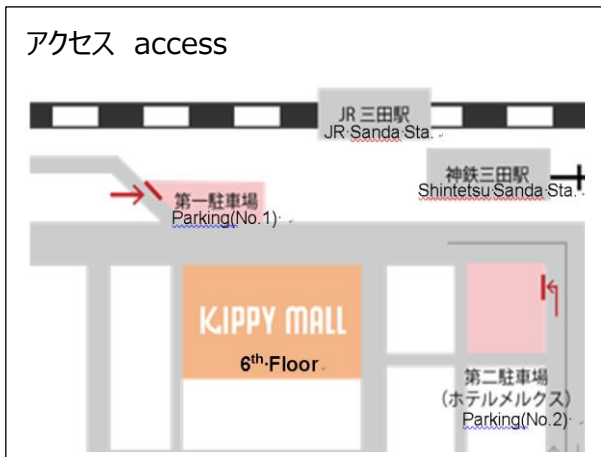 アクセス access
JR 三田駅
JR Sanda Sta.
神鉄三田駅
Shintetsu Sanda Sta.
第一駐車場
Parking(No.1)
KIPPY MALL
6th Floor
第二駐車場
(ホテルメルクス)
Parking(No.2)